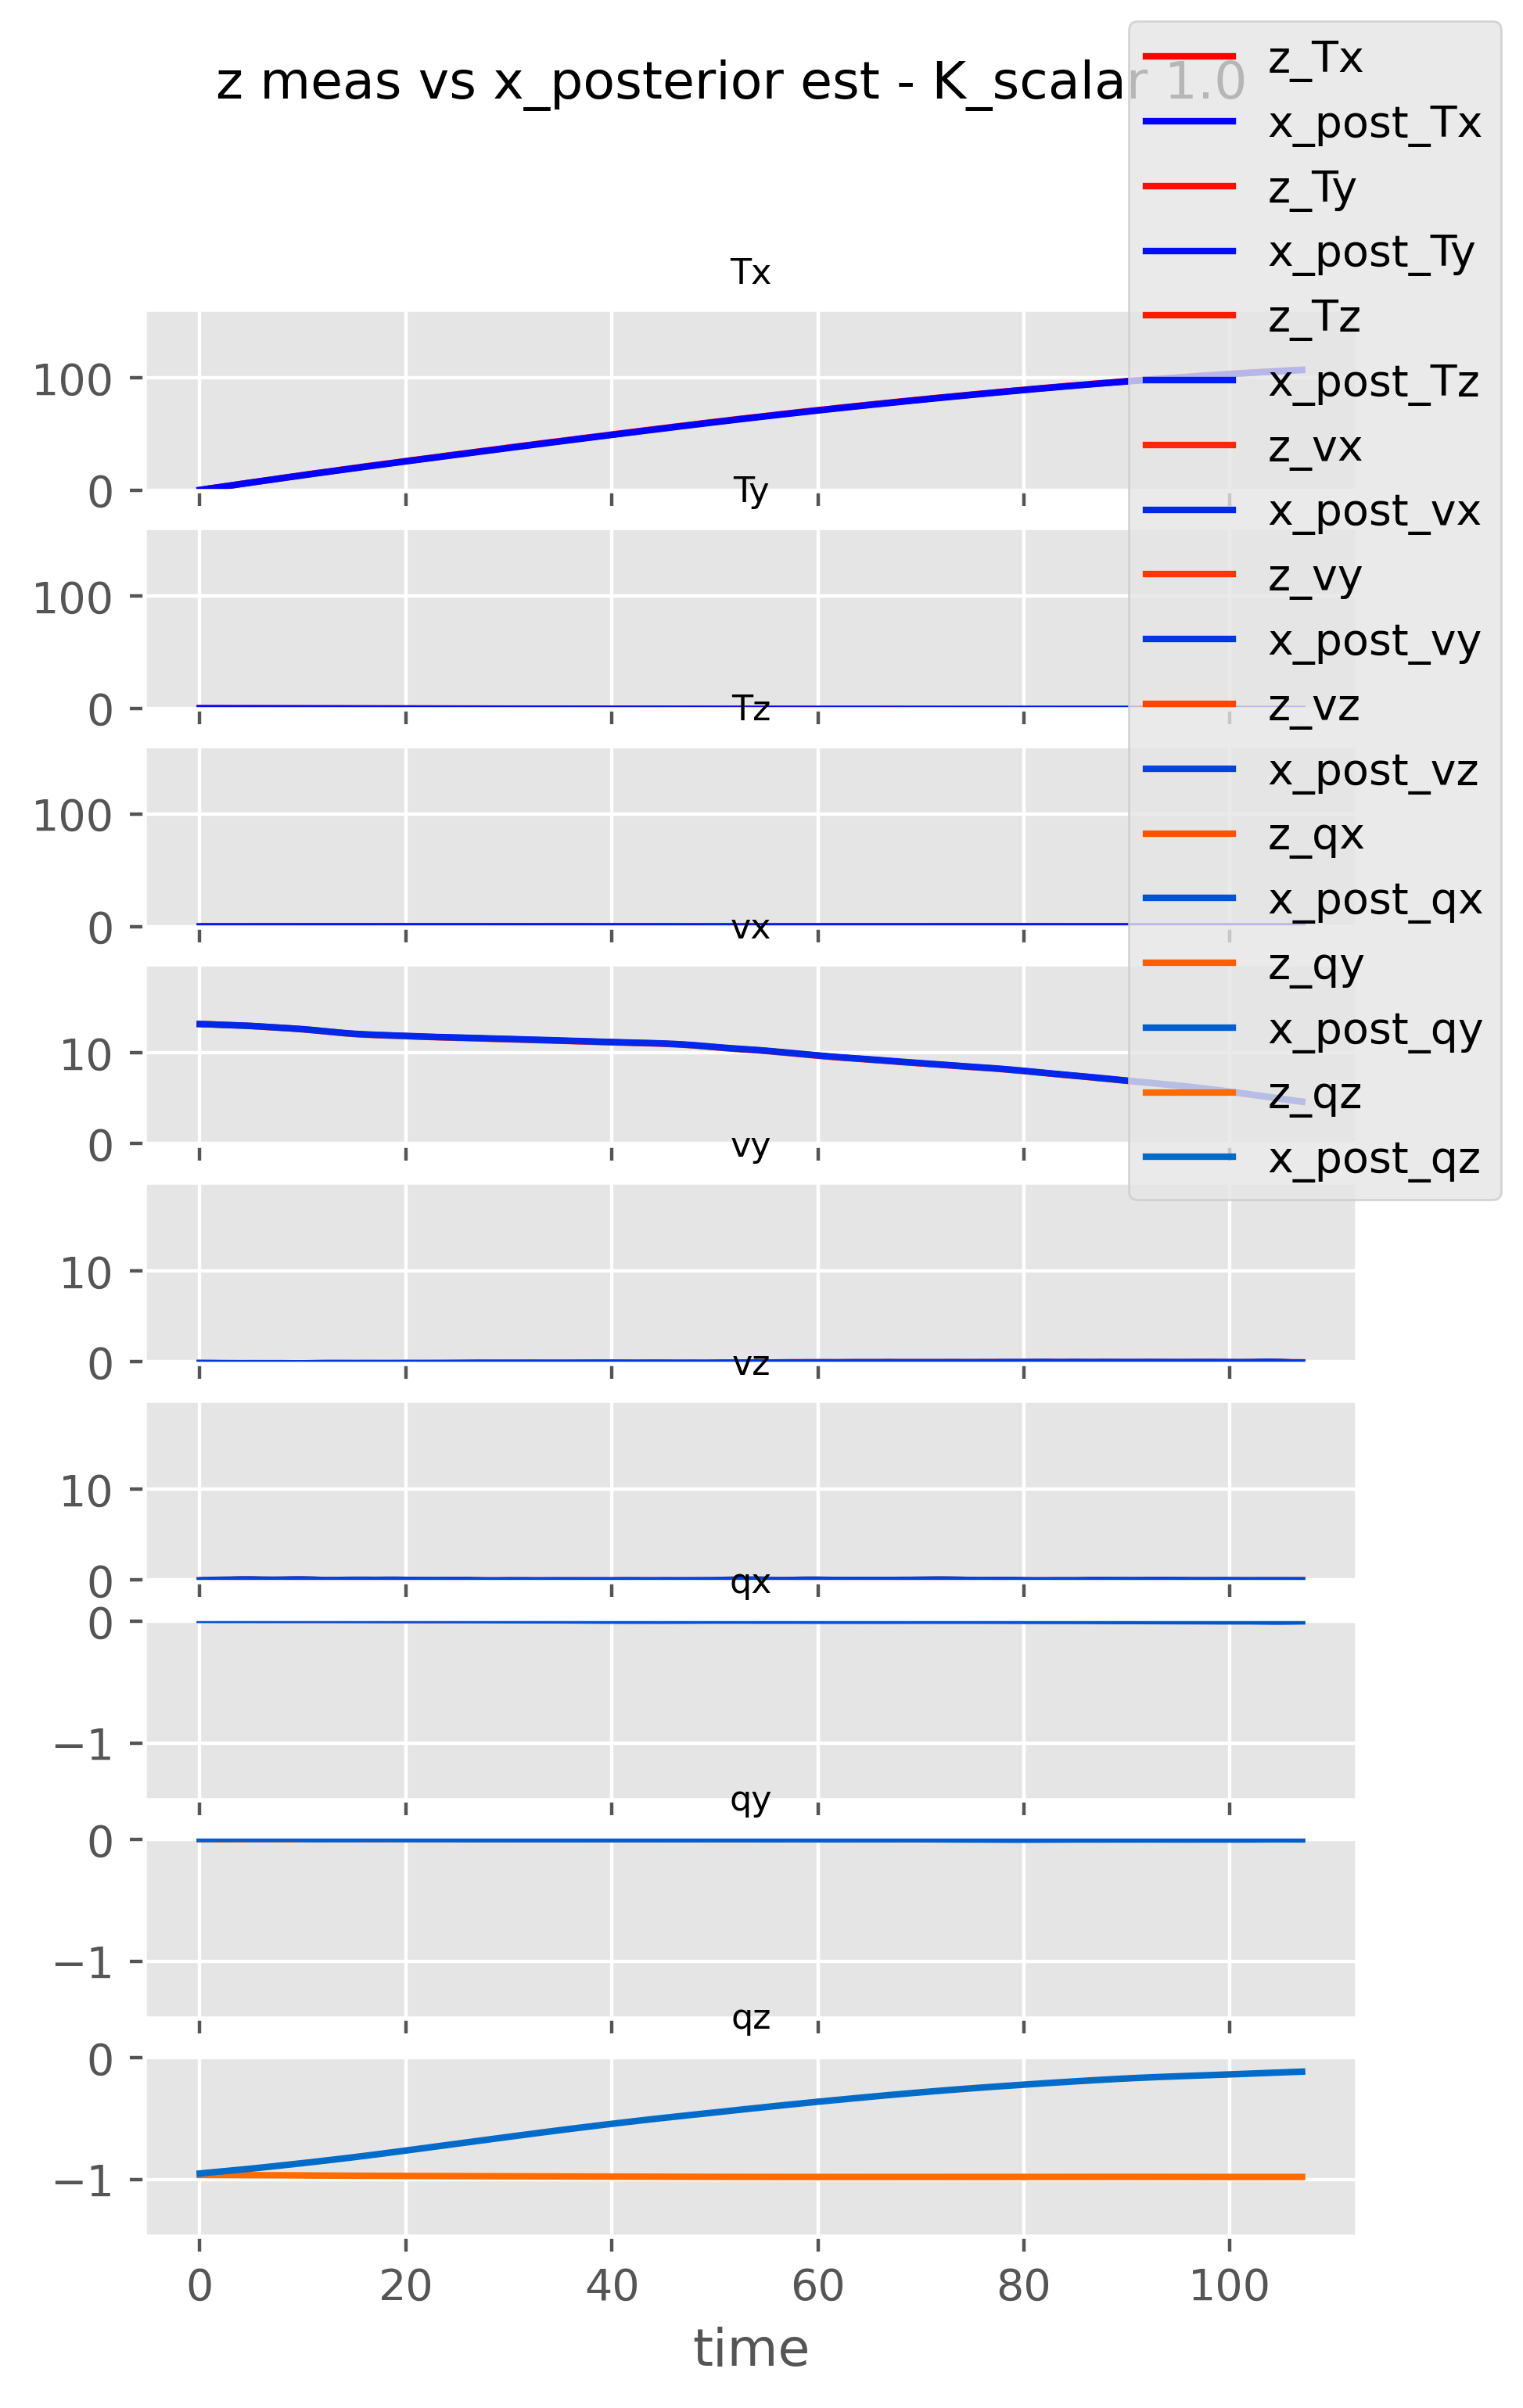 z meas vs x_posterior est - K_scalar 1.0
z_Tx
x_post_Tx
z_Ty
x_post_Ty
z_Tz
x_post_Tz
z_vx
x_post_vx
z_vy
x_post_vy
z_vz
x_post_vz
z_qx
x_post_qx
z_qy
x_post_qy
z_qz
x_post_qz
Tx
100
0
Ty
100
0
Tz
100
0
vx
10
0
vy
10
0
vz
10
0
qx
0
−1
qy
0
−1
qz
0
−1
0 20 40 60 80 100
time